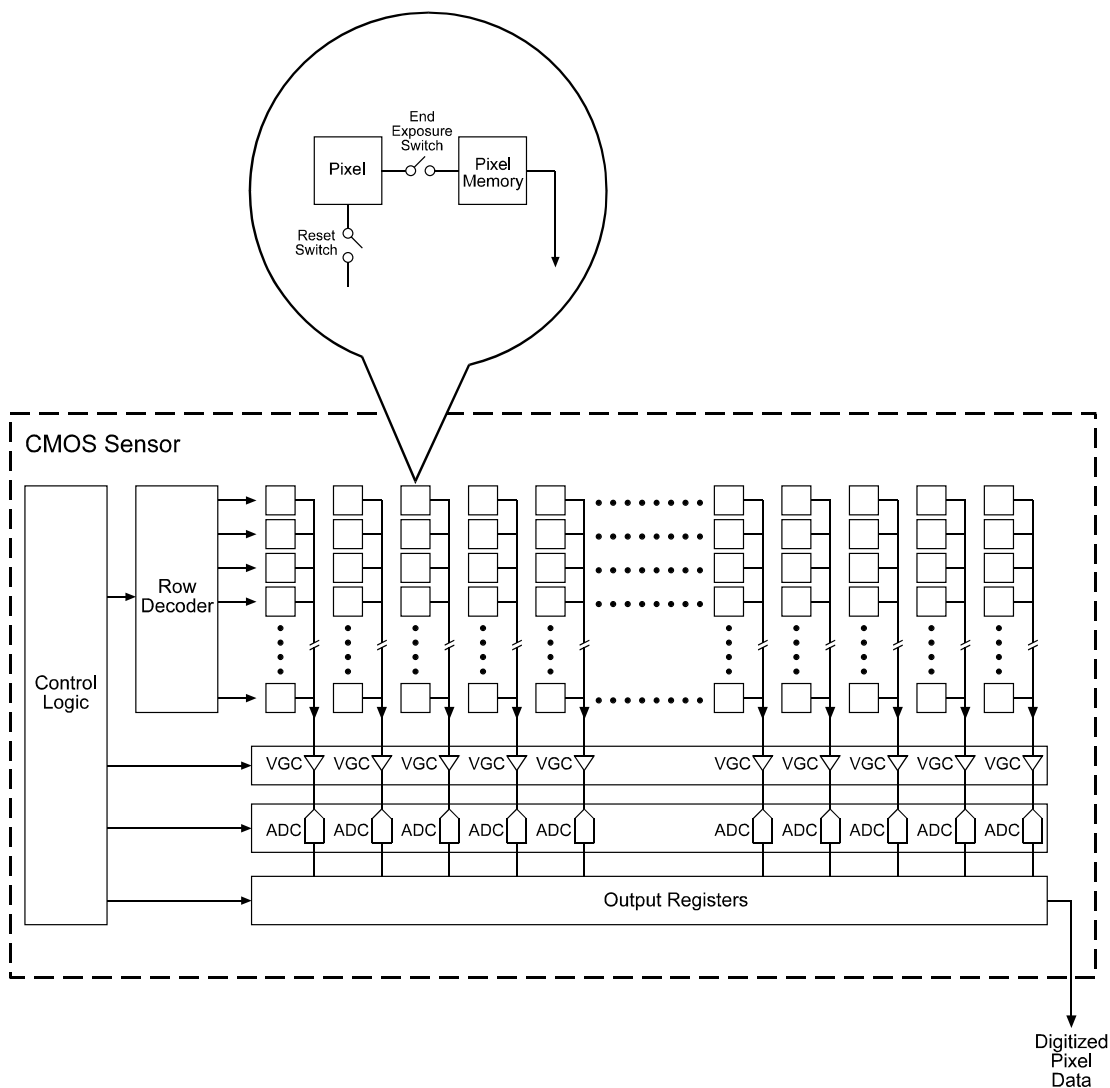 End
Exposure
Switch
Pixel
Pixel
Memory
Reset
Switch
CMOS Sensor
Row
Decoder
Control
Logic
VGC VGC VGC VGC VGC VGC VGC VGC VGC VGC
ADC ADC ADC ADC ADC ADC ADC ADC ADC ADC
Output Registers
Digitized
Pixel
Data